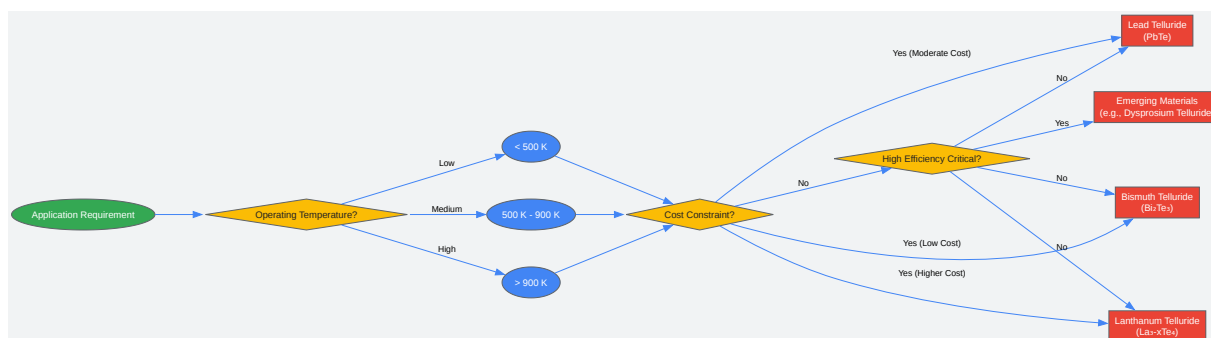 Application Requirement
Operating Temperature?
Low
Medium
High
< 500 K
500 K - 900 K
> 900 K
Cost Constraint?
Yes (Moderate Cost)
No
Yes (Low Cost)
Yes (Higher Cost)
High Efficiency Critical?
No
Yes
No
No
Lead Telluride
(PbTe)
Emerging Materials
(e.g., Dysprosium Telluride
Bismuth Telluride
(Bi₂Te₃)
Lanthanum Telluride
(La₃-xTe₄)